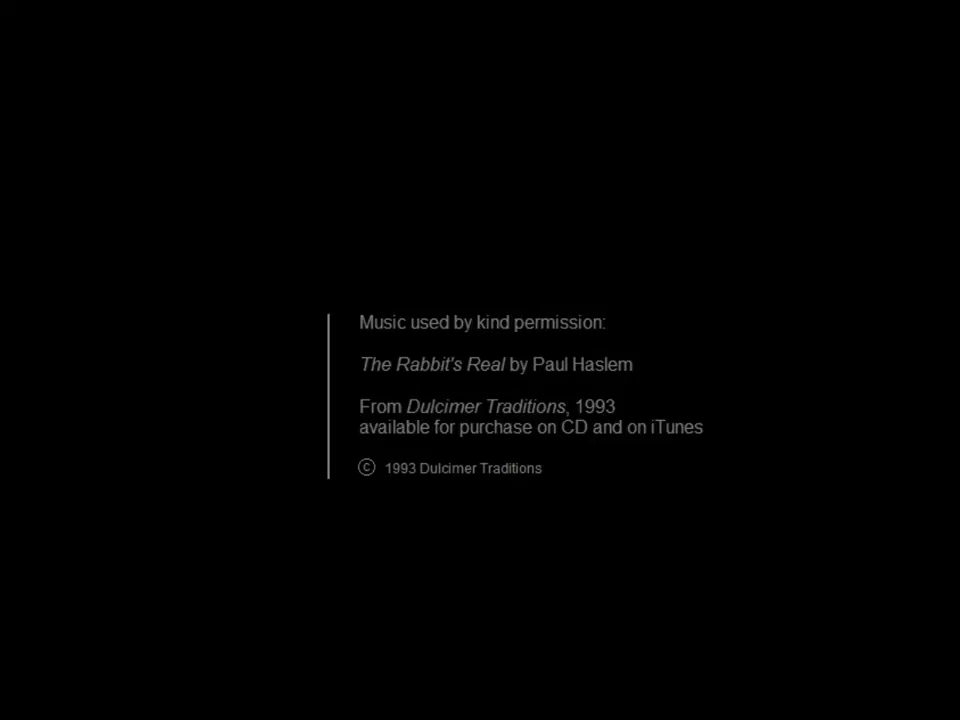 Music used by kind permission:
The Rabbit's Real by Paul Haslem
From Dulcimer Traditions, 1993
available for purchase on CD and on iTunes
© 1993 Dulcimer Traditions